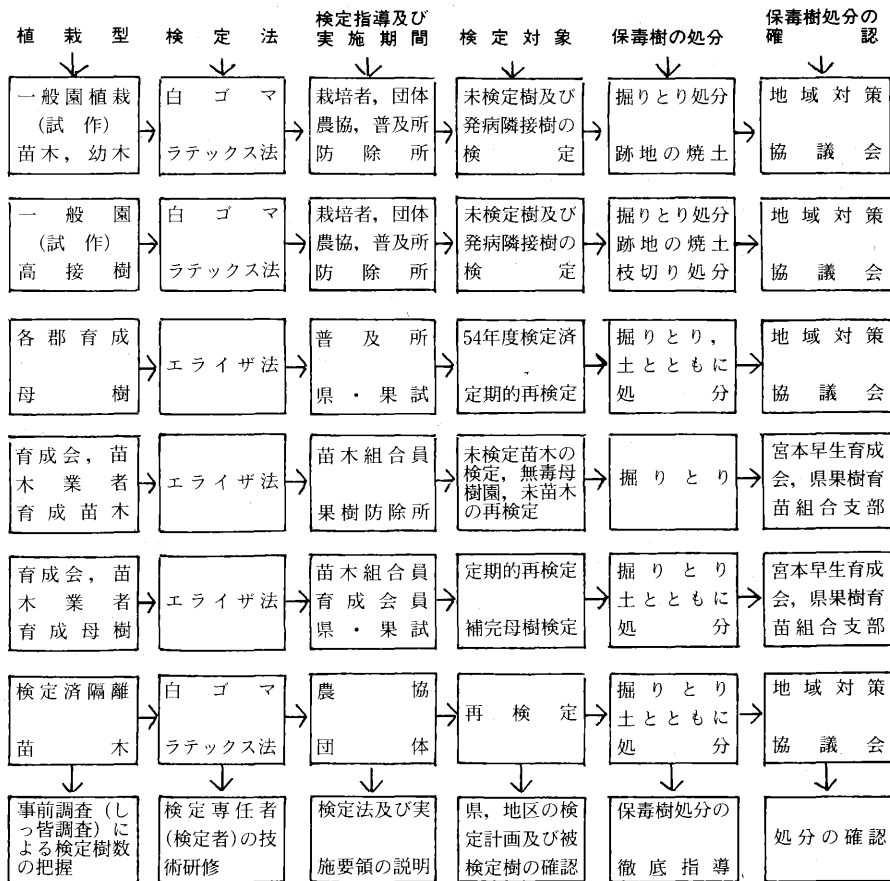 植栽型
検定法
検定指導及び
実施期間
検定対象
保毒樹の処分
保毒樹処分の
確認
一般園植栽
(試作)
苗木，幼木
白ゴマ
ラテックス法
栽培者，団体
農協，普及所
防除所
未検定樹及び
発病隣接樹の
検定
掘りとり処分
跡地の焼土
地域対策
協議会
一般園
(試作)
高接樹
白ゴマ
ラテックス法
栽培者，団体
農協，普及所
防除所
未検定樹及び
発病隣接樹の
検定
掘りとり処分
跡地の焼土
枝切り処分
地域対策
協議会
各郡育成
母樹
エライザ法
普及所
県・果試
54年度検定済
定期的再検定
掘りとり，
土とともに
処分
地域対策
協議会
育成会，苗
木業者
育成苗木
エライザ法
苗木組合員
果樹防除所
未検定苗木の
検定，無毒母
樹園，末苗木
の再検定
掘りとり
宮本早生育成
会，県果樹育
苗組合支部
育成会，苗
木業者
育成母樹
エライザ法
苗木組合員
育成会員
県・果試
定期的再検定
補完母樹検定
掘りとり
土とともに
処分
宮本早生育成
会，県果樹育
苗組合支部
検定済隔離
苗木
白ゴマ
ラテックス法
農協
団体
再検定
掘りとり
土とともに
処分
地域対策
協議会
事前調査（し
っ皆調査）に
よる検定樹数
の把握
検定専任者
(検定者)の技
術研修
検定法及び実
施要領の説明
県，地区の検
定計画及び被
検定樹の確認
保毒樹処分の
徹底指導
処分の確認